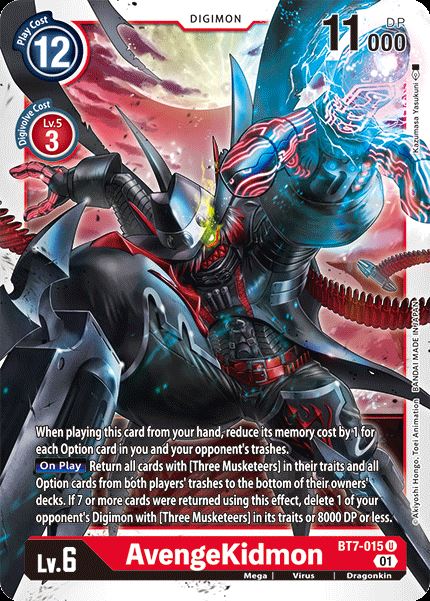 DIGIMON
Play Cost
12
11000
DP
Digivolve Cost
Lv.5
3
Kazumasa Yasukuni
When playing this card from your hand, reduce its memory cost by 1 for
each Option card in you and your opponent's trashes.
On Play Return all cards with [Three Musketeers] in their traits and all
Option cards from both players' trashes to the bottom of their owners'
decks. If 7 or more cards were returned using this effect, delete 1 of your
opponent's Digimon with [Three Musketeers] in its traits or 8000 DP or less.
©Akiyoshi Hongo, Toei Animation BANDAI MADE IN JAPAN
BT7-015 U
Lv.6
AvengeKidmon
01
Mega | Virus | Dragonkin